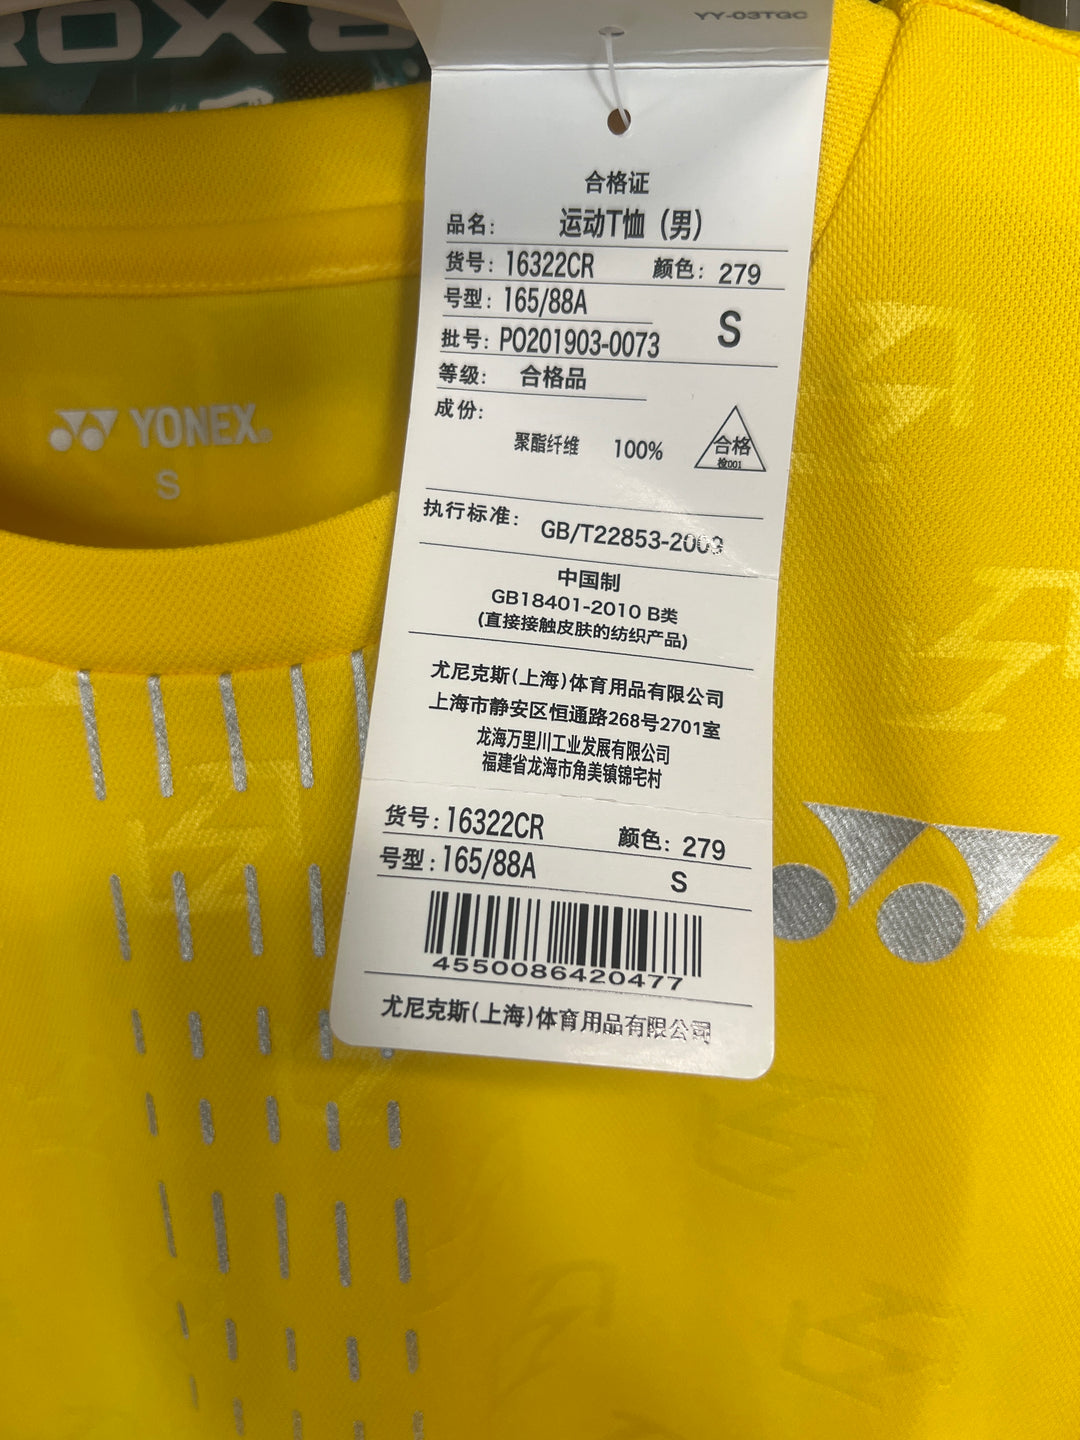 YY-03TGC
合格证
品名: 运动T恤 (男)
货号: 16322CR 颜色: 279
号型: 165/88A S
批号: PO201903-0073
等级: 合格品
成份:
聚酯纤维 100%
合格
检001
执行标准: GB/T22853-2009
中国制
GB18401-2010 B类
(直接接触皮肤的纺织产品)
尤尼克斯(上海)体育用品有限公司
上海市静安区恒通路268号2701室
龙海万里川工业发展有限公司
福建省龙海市角美镇锦宅村
货号: 16322CR 颜色: 279
号型: 165/88A S
4550086420477
尤尼克斯(上海)体育用品有限公司
YONEX®
S